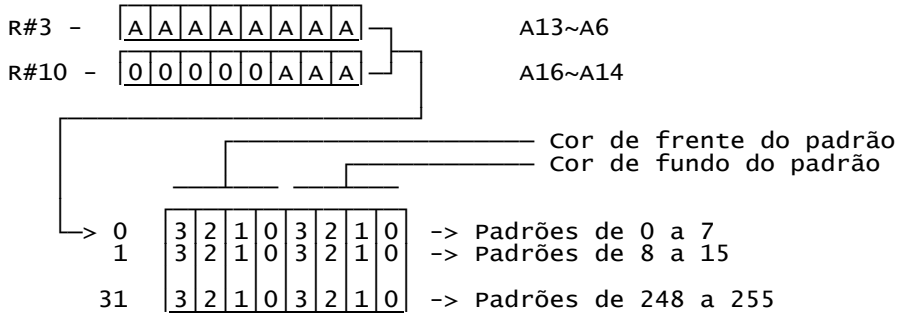 R#3 - |A|A|A|A|A|A|A|A| A13~A6
R#10 - |0|0|0|0|0|A|A|A| A16~A14
Cor de frente do padrão
Cor de fundo do padrão
> 0 |3|2|1|0|3|2|1|0| -> Padrões de 0 a 7
1 |3|2|1|0|3|2|1|0| -> Padrões de 8 a 15
31 |3|2|1|0|3|2|1|0| -> Padrões de 248 a 255